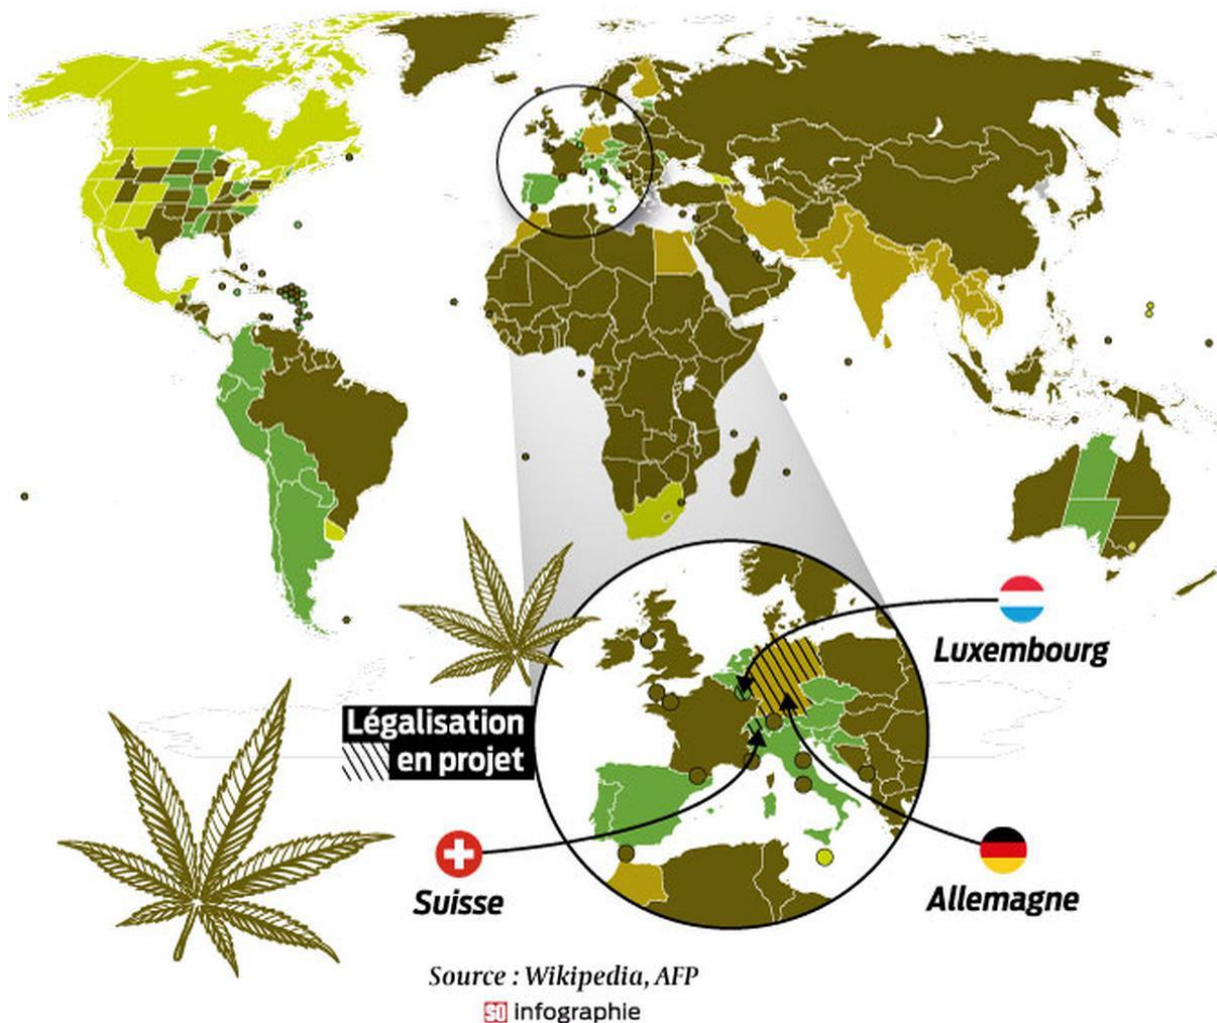 Luxembourg
Légalisation
en projet
Suisse
Allemagne
Source : Wikipedia, AFP
SO infographie